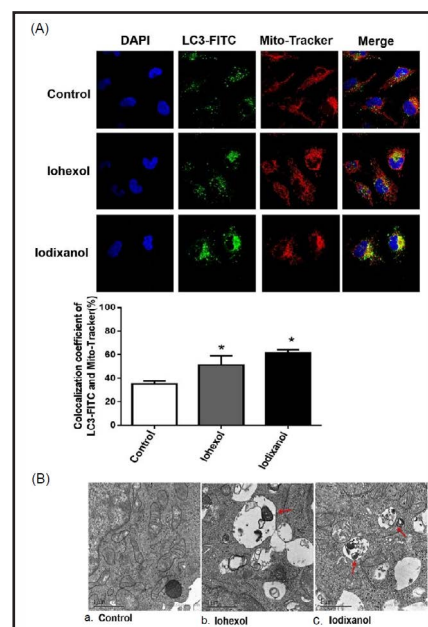 (A)
DAPI LC3-FITC Mito-Tracker Merge
Control
Iohexol
Iodixanol
Colocalization coefficient of
LC3-FITC and Mito-Tracker(%)
100
80
60
40
20
0
* *
Control Iohexol Iodixanol
(B)
a. Control b. Iohexol C. Iodixanol